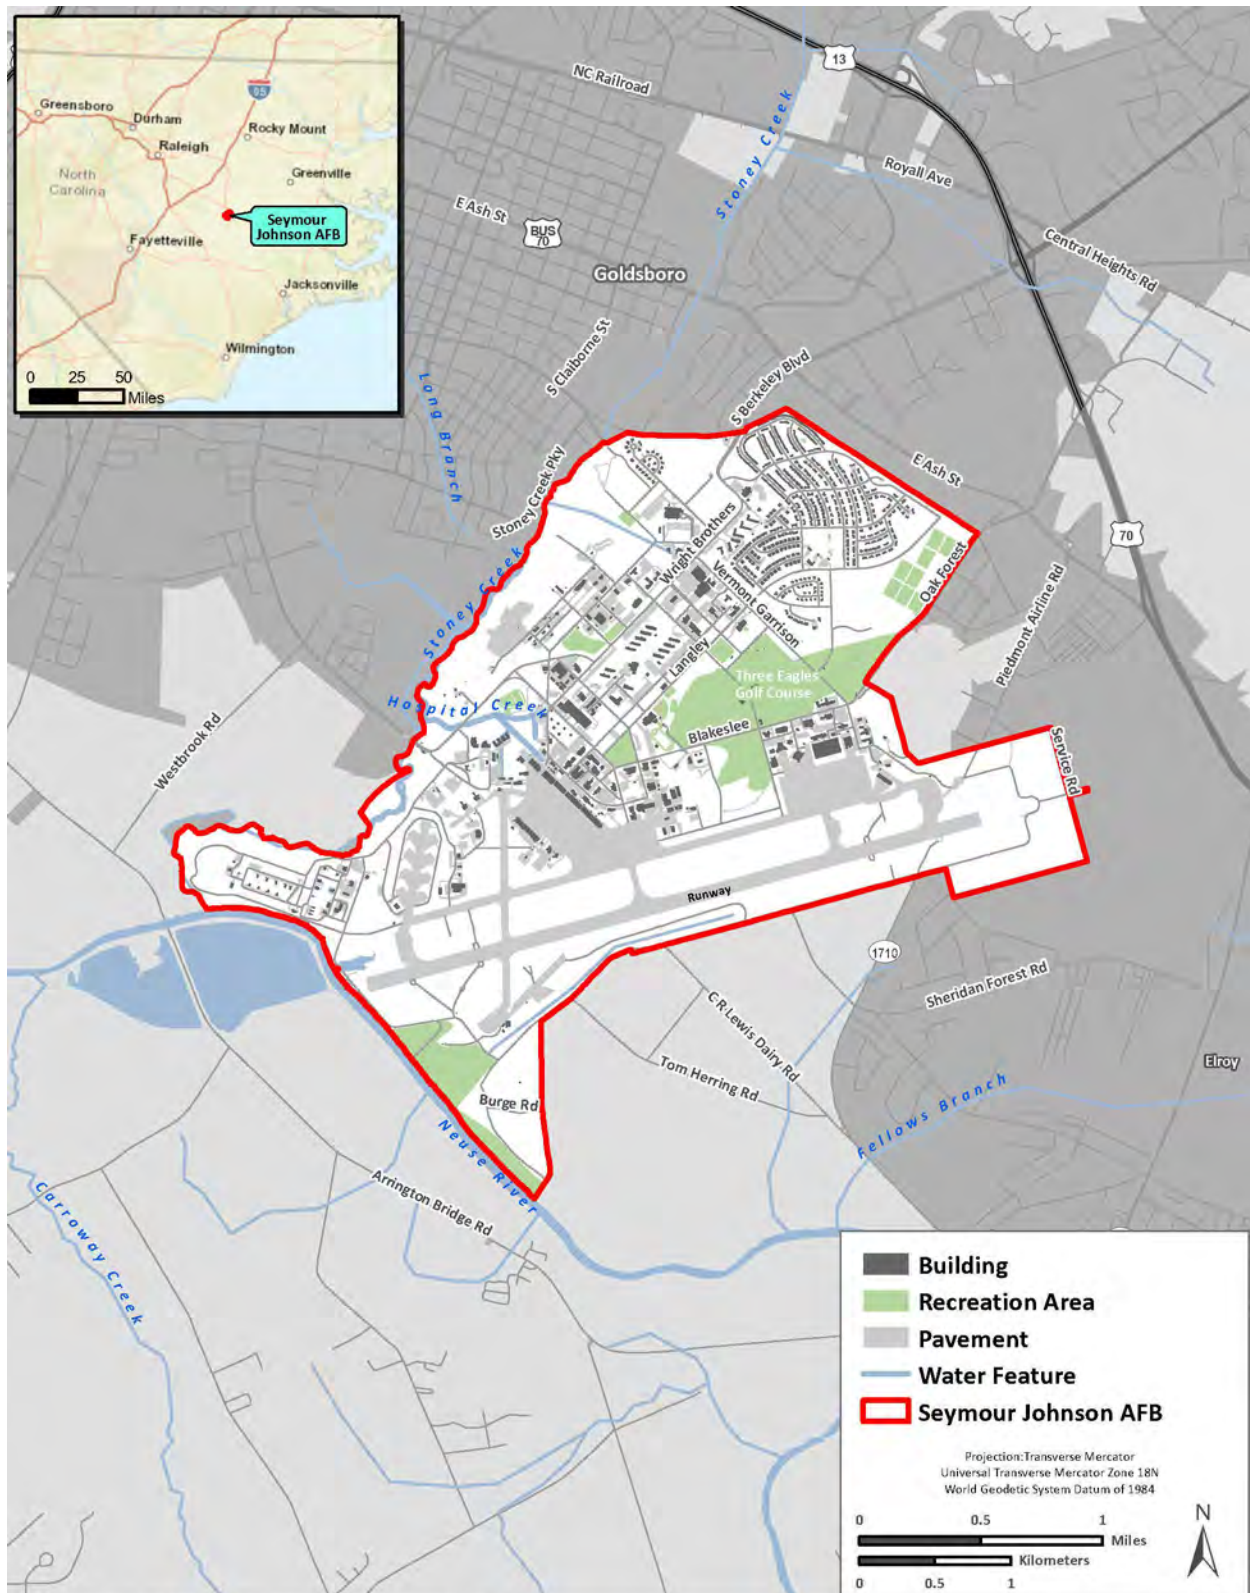 95
Greensboro
Durham
Rocky Mount
Raleigh
North
Carolina
Greenville
Seymour
Johnson AFB
Fayetteville
Jacksonville
Wilmington
0 25 50
Miles
13
NC Railroad
Stoney Creek
Royall Ave
E Ash St
BUS
70
Central Heights Rd
Goldsboro
S Claiborne St
S Berkeley Blvd
Long Branch
E Ash St
Stoney Creek Pky
70
Wright Brothers
Oak Forest
Stoney Creek
Vermont Garrison
Piedmont Airline Rd
Langley
Three Eagles
Golf Course
Hospital Creek
Blakeslee
Westbrook Rd
Service Rd
Runway
1710
Sheridan Forest Rd
C R Lewis Dairy Rd
Elroy
Tom Herring Rd
Burge Rd
Fellows Branch
Neuse River
Arrington Bridge Rd
Carraway Creek
Building
Recreation Area
Pavement
Water Feature
Seymour Johnson AFB
Projection:Transverse Mercator
Universal Transverse Mercator Zone 18N
World Geodetic System Datum of 1984
N
0 0.5 1
Miles
Kilometers
0 0.5 1